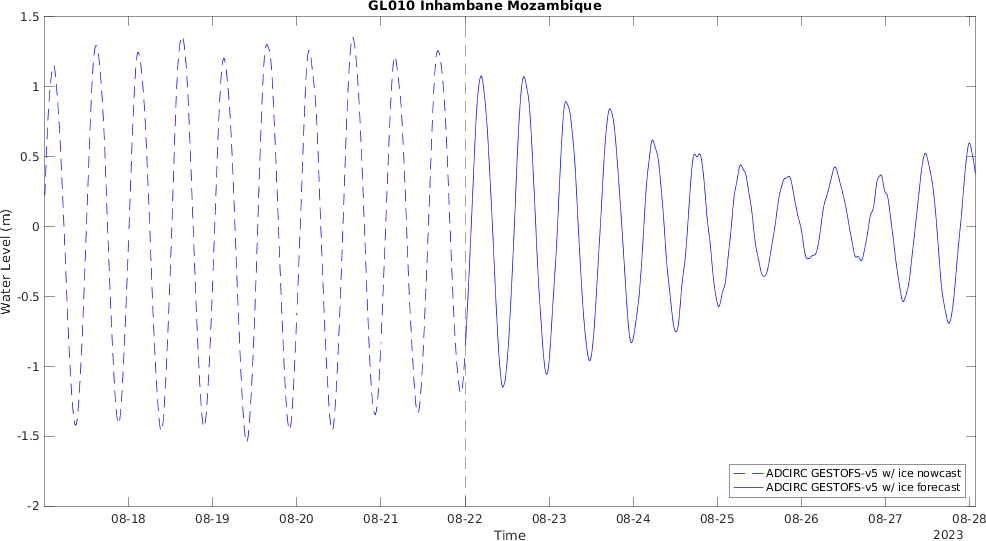 GL010 Inhambane Mozambique
1.5
1
0.5
0
-0.5
-1
-1.5
-2
Water Level (m)
08-18 08-19 08-20 08-21 08-22 08-23 08-24 08-25 08-26 08-27 08-28
Time
2023
ADCIRC GESTOFS-v5 w/ ice nowcast
ADCIRC GESTOFS-v5 w/ ice forecast